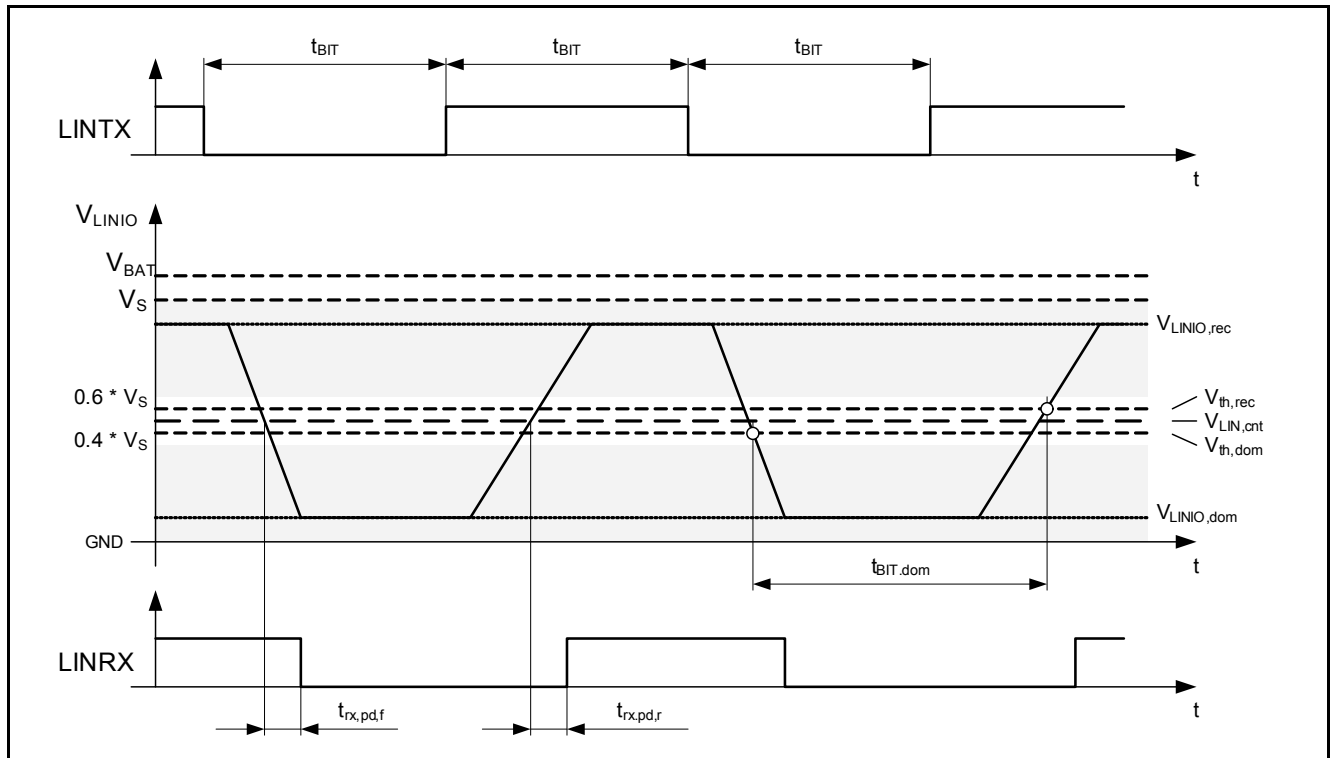 tBIT tBIT tBIT
LINTX
t
VLINIO
VBAT
VS
VLINIO,rec
0.6 * VS
Vth,rec
VLIN,cnt
0.4 * VS
Vth,dom
VLINIO,dom
GND
t
tBIT.dom
LINRX
t
trx,pd,f trx.pd,r